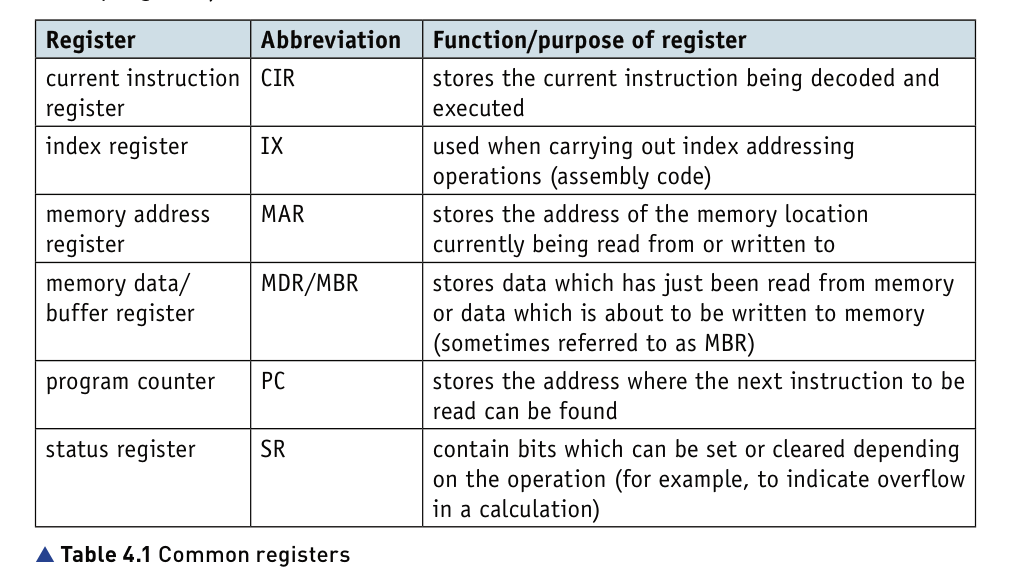 Register Abbreviation Function/purpose of register
current instruction register CIR stores the current instruction being decoded and executed
index register IX used when carrying out index addressing operations (assembly code)
memory address register MAR stores the address of the memory location currently being read from or written to
memory data/ buffer register MDR/MBR stores data which has just been read from memory or data which is about to be written to memory (sometimes referred to as MBR)
program counter PC stores the address where the next instruction to be read can be found
status register SR contain bits which can be set or cleared depending on the operation (for example, to indicate overflow in a calculation)
▲ Table 4.1 Common registers